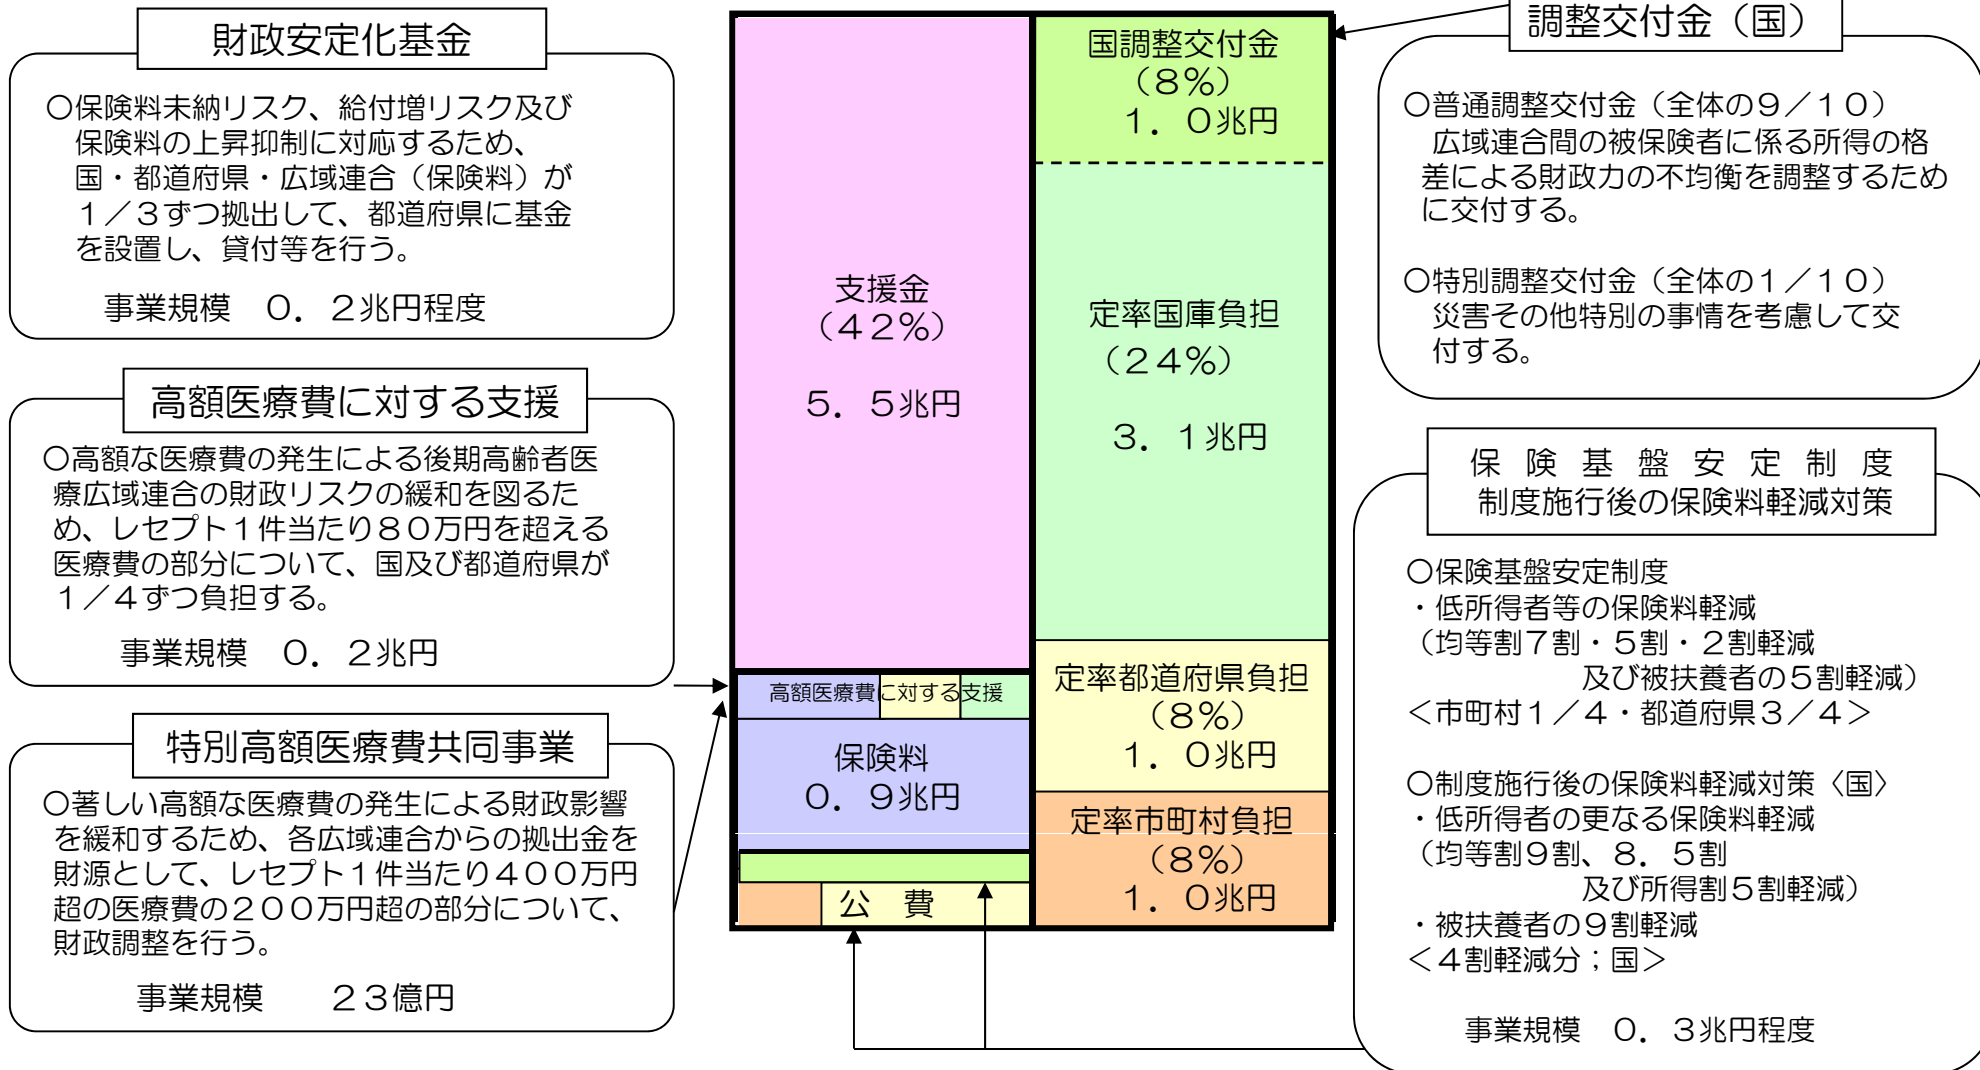 財政安定化基金
○保険料未納リスク、給付増リスク及び
保険料の上昇抑制に対応するため、
国・都道府県・広域連合（保険料）が
１／３ずつ拠出して、都道府県に基金
を設置し、貸付等を行う。
事業規模　０．２兆円程度
高額医療費に対する支援
○高額な医療費の発生による後期高齢者医
療広域連合の財政リスクの緩和を図るた
め、レセプト１件当たり８０万円を超える
医療費の部分について、国及び都道府県が
１／４ずつ負担する。
事業規模　０．２兆円
特別高額医療費共同事業
○著しい高額な医療費の発生による財政影響
を緩和するため、各広域連合からの拠出金を
財源として、レセプト１件当たり４００万円
超の医療費の２００万円超の部分について、
財政調整を行う。
事業規模　　２３億円
支援金
（４２％）
５．５兆円
高額医療費に対する支援
保険料
０．９兆円
公　費
国調整交付金
（８％）
１．０兆円
定率国庫負担
（２４％）
３．１兆円
定率都道府県負担
（８％）
１．０兆円
定率市町村負担
（８％）
１．０兆円
調整交付金（国）
○普通調整交付金（全体の９／１０）
広域連合間の被保険者に係る所得の格
差による財政力の不均衡を調整するため
に交付する。
○特別調整交付金（全体の１／１０）
災害その他特別の事情を考慮して交
付する。
保　険　基　盤　安　定　制　度
制度施行後の保険料軽減対策
○保険基盤安定制度
・低所得者等の保険料軽減
（均等割７割・５割・２割軽減
及び被扶養者の５割軽減）
＜市町村１／４・都道府県３／４＞
○制度施行後の保険料軽減対策〈国〉
・低所得者の更なる保険料軽減
（均等割９割、８．５割
及び所得割５割軽減）
・被扶養者の９割軽減
＜４割軽減分；国＞
事業規模　０．３兆円程度